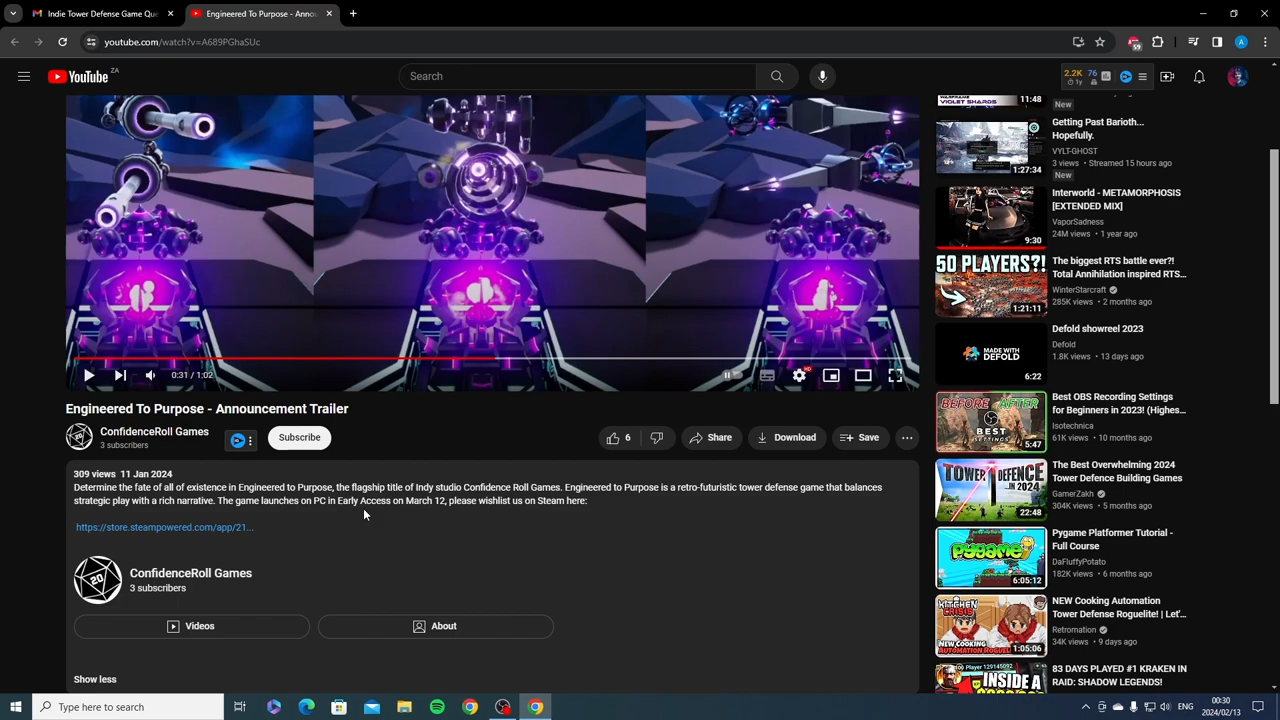 Indie Tower Defense Game Que
Engineered To Purpose - Annou
youtube.com/watch?v=A689PGhaSUc
59
A
YouTube ZA
Search
2.2K 76
1y
11:48
New
Getting Past Barioth...
Hopefully.
VYLT-GHOST
3 views • Streamed 15 hours ago
New
1:27:34
Interworld - METAMORPHOSIS
[EXTENDED MIX]
VaporSadness
24M views • 1 year ago
9:30
50 PLAYERS?!
The biggest RTS battle ever?!
Total Annihilation inspired RTS...
WinterStarcraft
285K views • 2 months ago
1:21:11
MADE WITH
DEFOLD
Defold showreel 2023
Defold
1.8K views • 13 days ago
6:22
BEFORE AFTER
BEST
SETTINGS
Best OBS Recording Settings
for Beginners in 2023! (Highes...
Isotechnica
61K views • 10 months ago
5:47
TOWER DEFENCE
...IN 2024
The Best Overwhelming 2024
Tower Defence Building Games
GamerZakh
304K views • 5 months ago
22:48
pygame
Pygame Platformer Tutorial -
Full Course
DaFluffyPotato
182K views • 6 months ago
6:05:12
KITCHEN
CRISIS
NEW COOKING
NEW Cooking Automation
Tower Defense Roguelite! | Let'...
Retromation
34K views • 9 days ago
1:05:06
Player 129145092
INSIDE A
83 DAYS PLAYED #1 KRAKEN IN
RAID: SHADOW LEGENDS!
0:31 / 1:02
HD
Engineered To Purpose - Announcement Trailer
ConfidenceRoll Games
3 subscribers
Subscribe
6
Share
Download
Save
309 views 11 Jan 2024
Determine the fate of all of existence in Engineered to Purpose, the flagship title of Indy studio Confidence Roll Games. Engineered to Purpose is a retro-futuristic tower defense game that balances
strategic play with a rich narrative. The game launches on PC in Early Access on March 12, please wishlist us on Steam here:
https://store.steampowered.com/app/21...
20
ConfidenceRoll Games
3 subscribers
Videos
About
Show less
Type here to search
ENG
00:30
2024/02/13